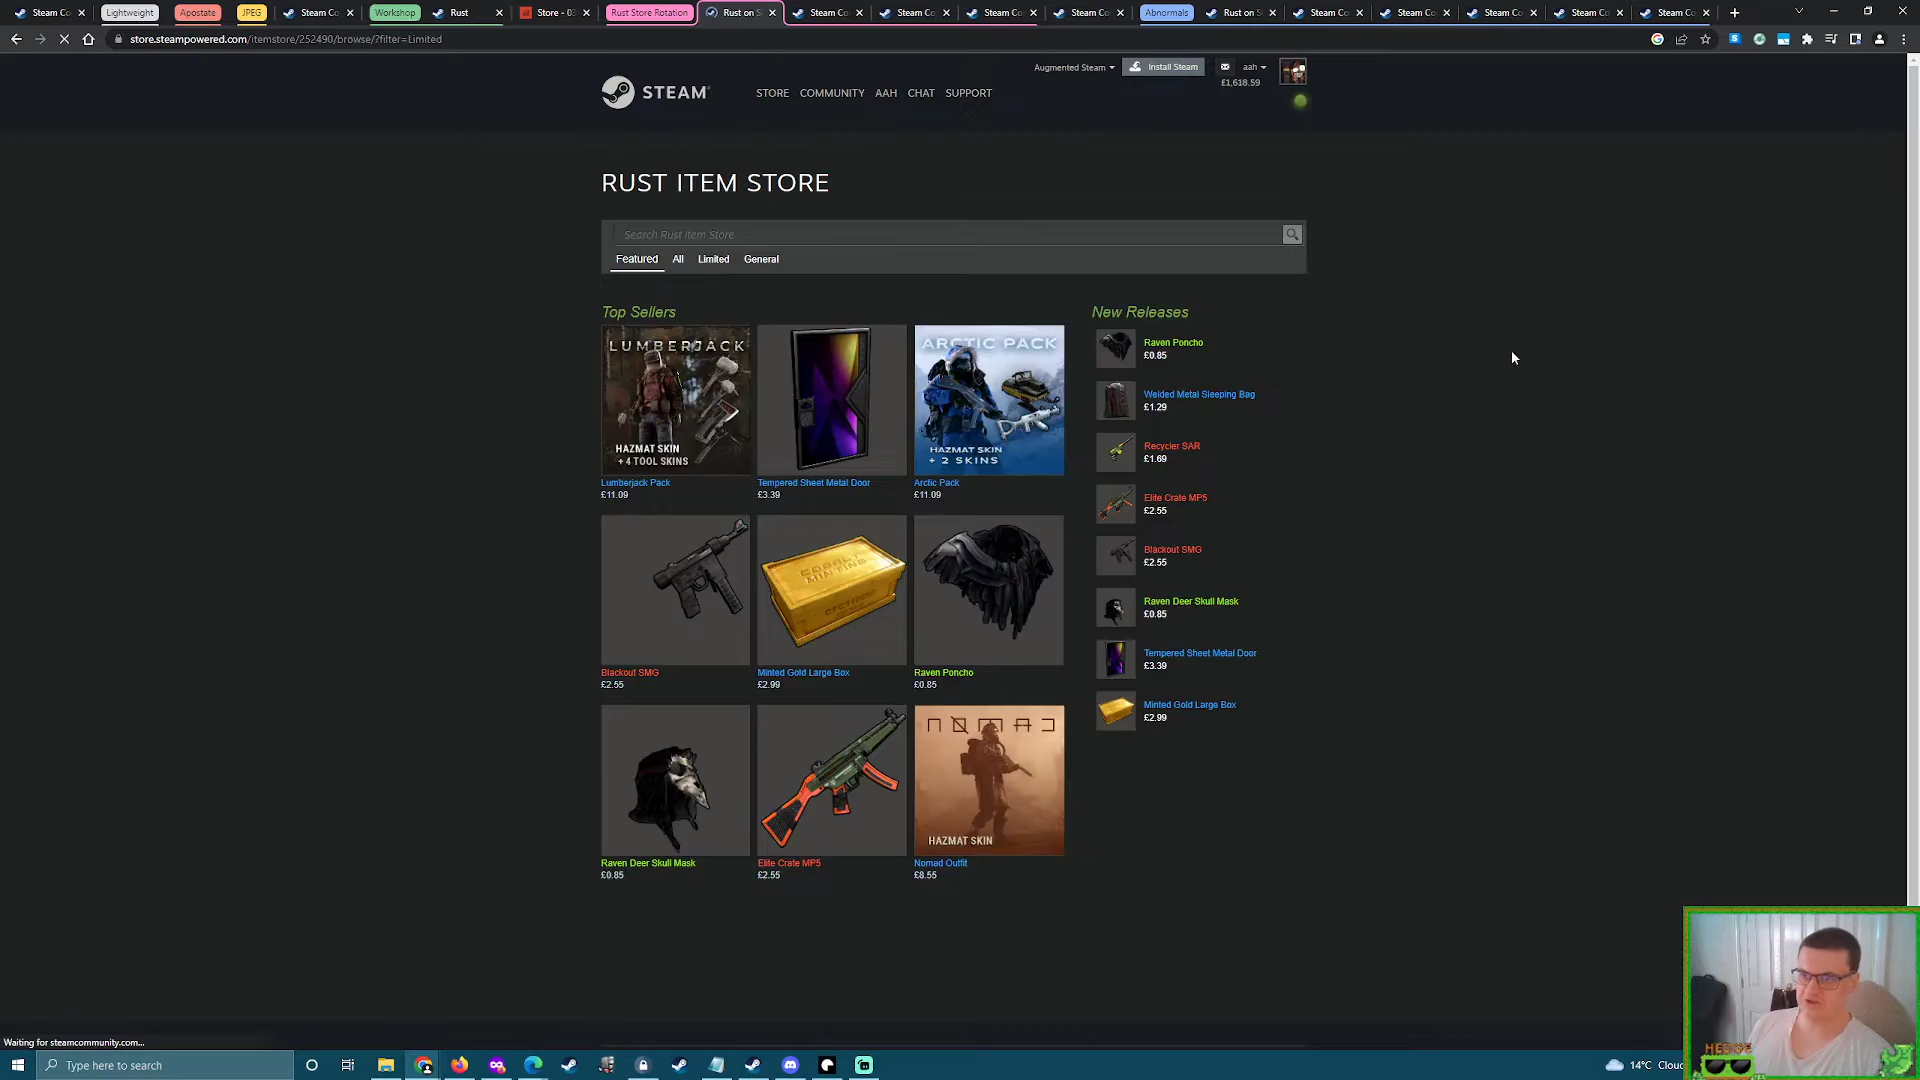 Steam Co
Lightweight
Apostate
JPEG
Steam Co
Workshop
Rust
Store - 03
Rust Store Rotation
Rust on S
Steam Co
Steam Co
Steam Co
Steam Co
Abnormals
Rust on S
Steam Co
Steam Co
Steam Co
Steam Co
Steam Co
store.steampowered.com/itemstore/252490/browse/?filter=Limited
Augmented Steam
Install Steam
aah
£1,618.59
STEAM
STORE COMMUNITY AAH CHAT SUPPORT
RUST ITEM STORE
Search Rust Item Store
Featured All Limited General
Top Sellers
LUMBERJACK
HAZMAT SKIN
+ 4 TOOL SKINS
Lumberjack Pack
£11.09
Tempered Sheet Metal Door
£3.39
ARCTIC PACK
HAZMAT SKIN
+ 2 SKINS
Arctic Pack
£11.09
Blackout SMG
£2.55
COBALT
MINTING
Minted Gold Large Box
£2.99
Raven Poncho
£0.85
Raven Deer Skull Mask
£0.85
Elite Crate MP5
£2.55
NOMAD
HAZMAT SKIN
Nomad Outfit
£8.55
New Releases
Raven Poncho
£0.85
Welded Metal Sleeping Bag
£1.29
Recycler SAR
£1.69
Elite Crate MP5
£2.55
Blackout SMG
£2.55
Raven Deer Skull Mask
£0.85
Tempered Sheet Metal Door
£3.39
Minted Gold Large Box
£2.99
HEDGE
Waiting for steamcommunity.com...
Type here to search
14°C Cloud